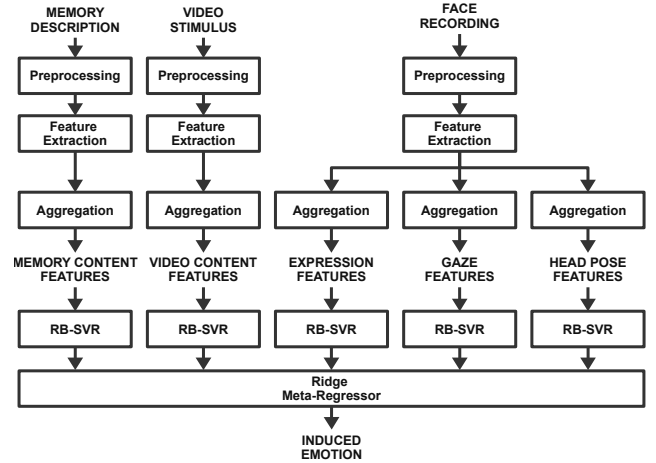 MEMORY
DESCRIPTION
VIDEO
STIMULUS
FACE
RECORDING
Preprocessing
Preprocessing
Preprocessing
Feature
Extraction
Feature
Extraction
Feature
Extraction
Aggregation
Aggregation
Aggregation
Aggregation
Aggregation
MEMORY CONTENT
FEATURES
VIDEO CONTENT
FEATURES
EXPRESSION
FEATURES
GAZE
FEATURES
HEAD POSE
FEATURES
RB-SVR
RB-SVR
RB-SVR
RB-SVR
RB-SVR
Ridge
Meta-Regressor
INDUCED
EMOTION